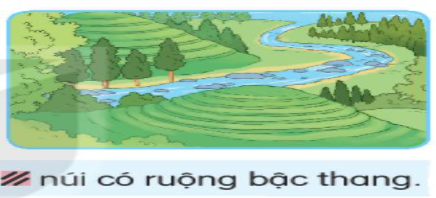 núi có ruộng bậc thang.